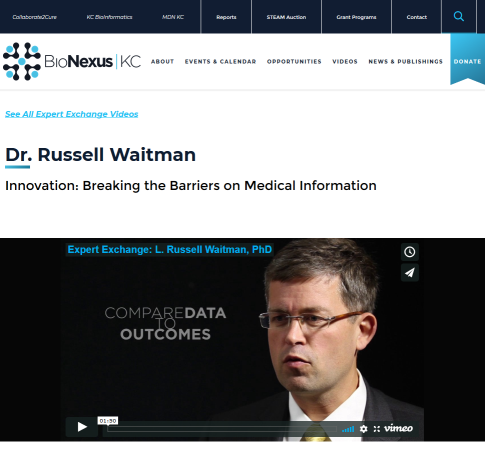 Collaborate2Cure KC BioInformatics MDN KC Reports STEAM Auction Grant Programs Contact
BioNexus KC ABOUT EVENTS & CALENDAR OPPORTUNITIES VIDEOS NEWS & PUBLISHINGS DONATE
See All Expert Exchange Videos
Dr. Russell Waitman
Innovation: Breaking the Barriers on Medical Information
Expert Exchange: L. Russell Waitman, PhD
COMPAREDATA
TO
OUTCOMES
01:30
vimeo